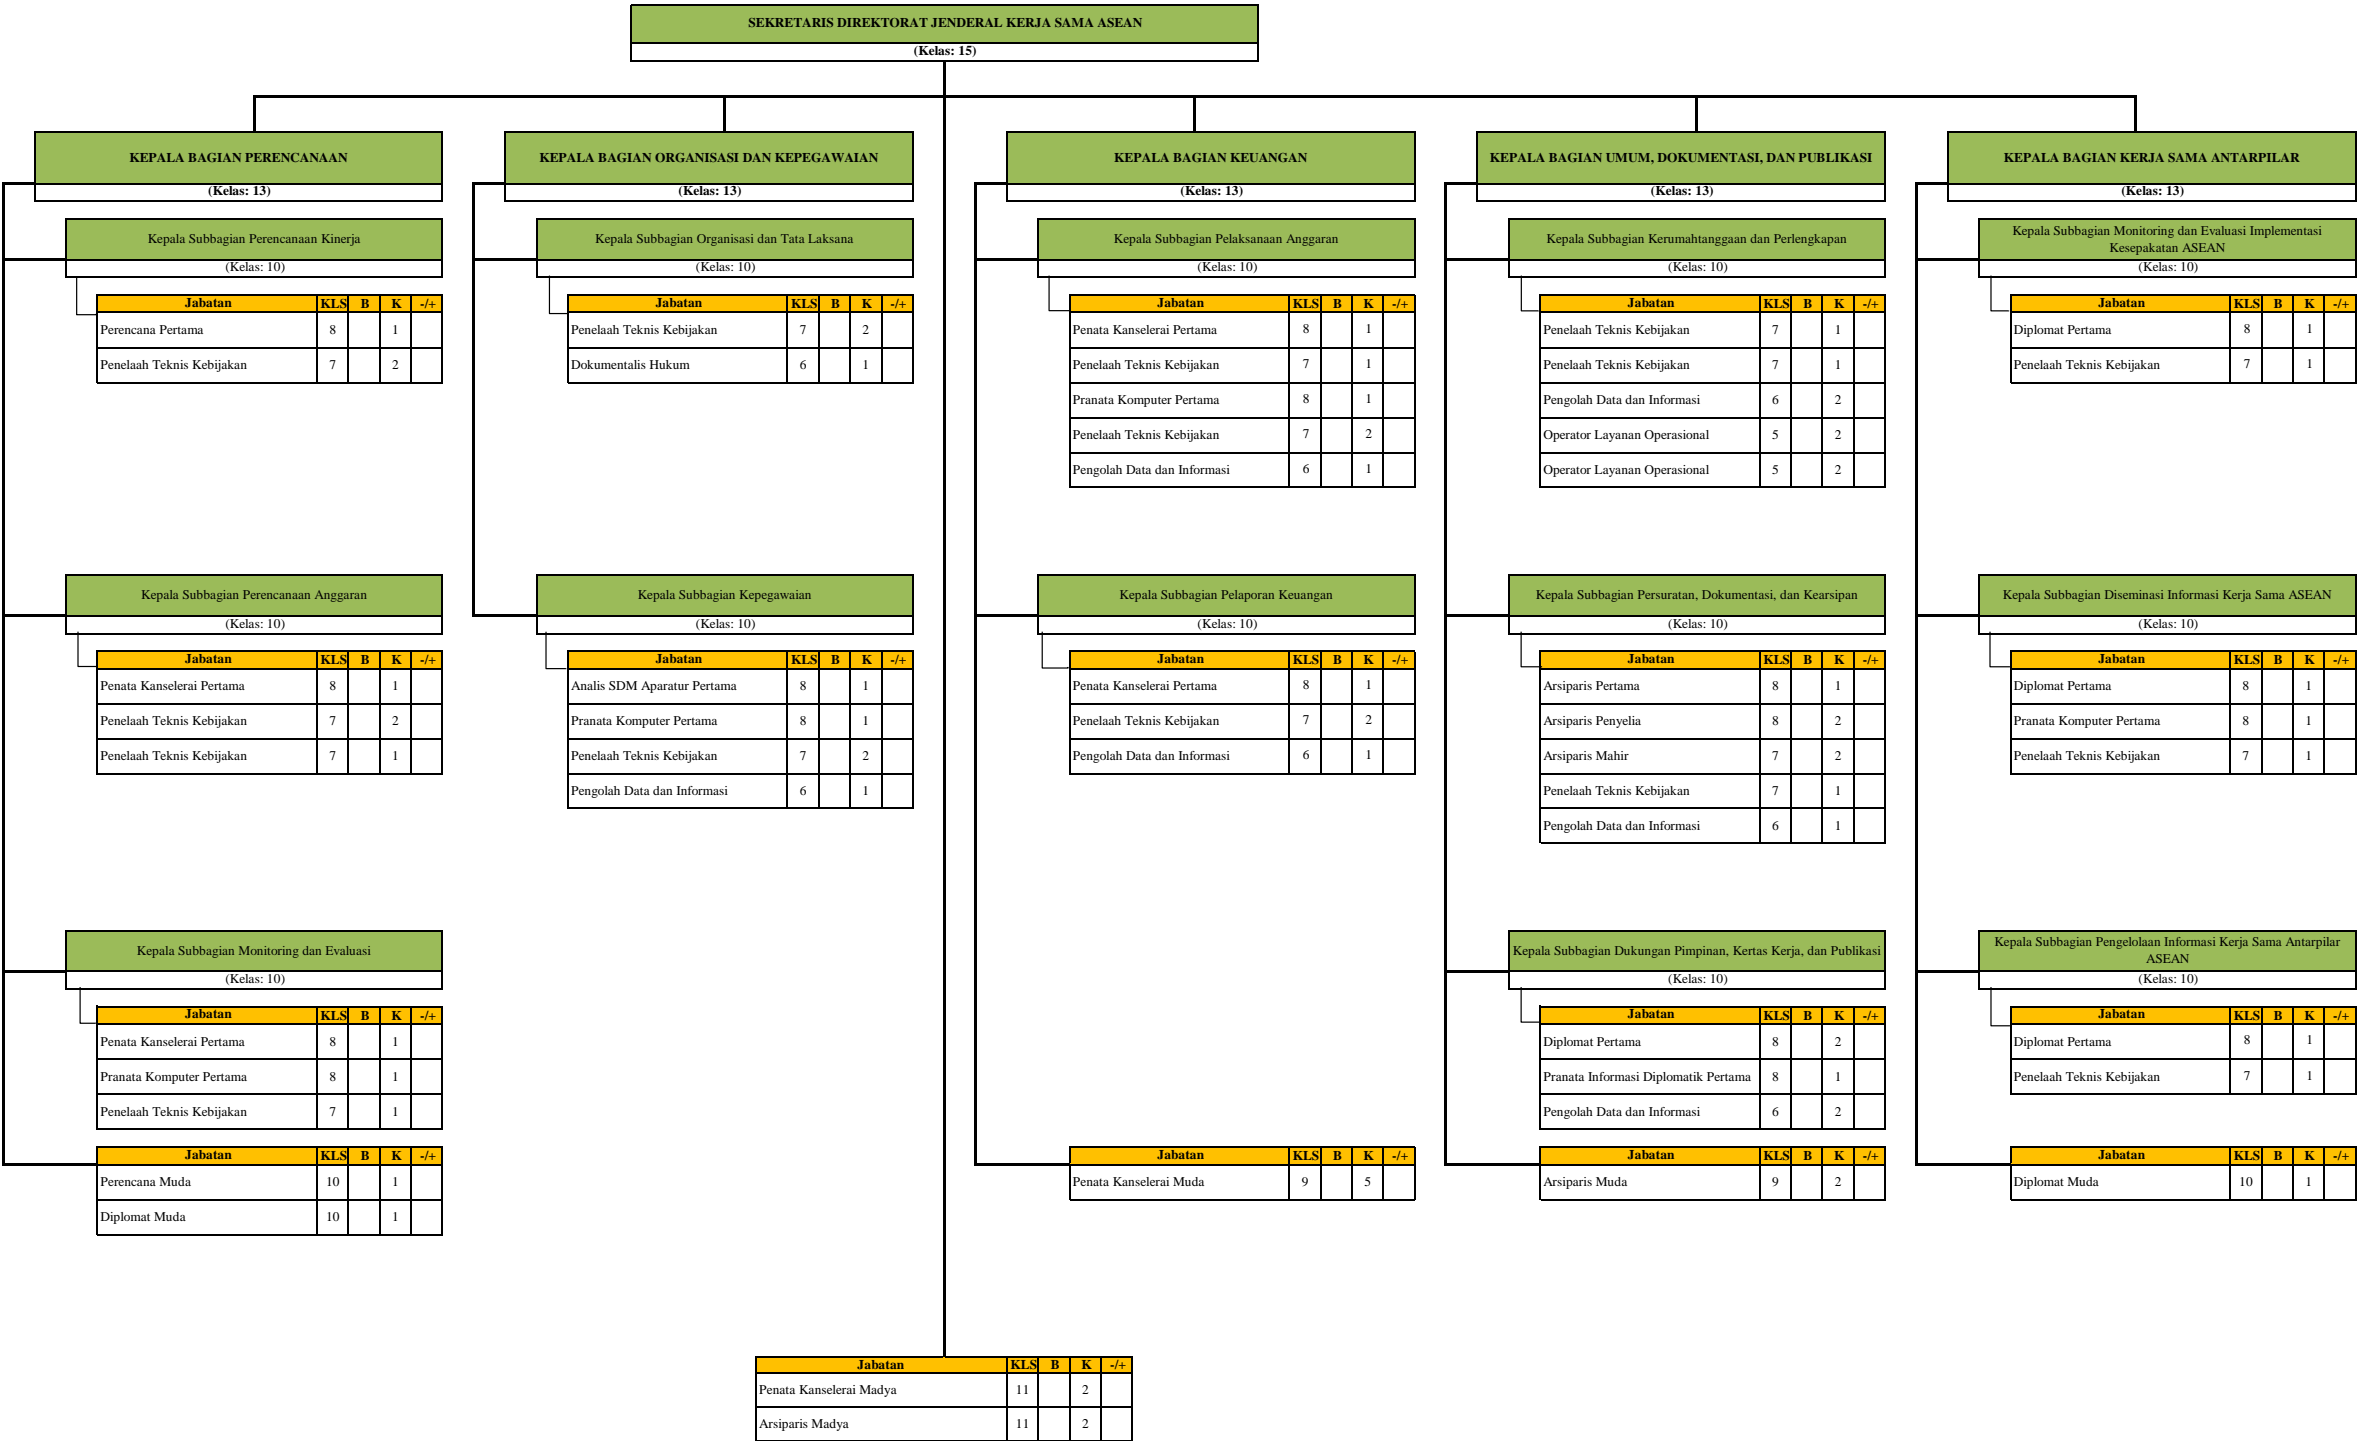 SEKRETARIS DIREKTORAT JENDERAL KERJA SAMA ASEAN
(Kelas: 15)
KEPALA BAGIAN PERENCANAAN
(Kelas: 13)
Kepala Subbagian Perencanaan Kinerja
(Kelas: 10)
Jabatan KLS B K -/+
Perencana Pertama 8 1
Penelaah Teknis Kebijakan 7 2
Kepala Subbagian Perencanaan Anggaran
(Kelas: 10)
Jabatan KLS B K -/+
Penata Kanselerai Pertama 8 1
Penelaah Teknis Kebijakan 7 2
Penelaah Teknis Kebijakan 7 1
Kepala Subbagian Monitoring dan Evaluasi
(Kelas: 10)
Jabatan KLS B K -/+
Penata Kanselerai Pertama 8 1
Pranata Komputer Pertama 8 1
Penelaah Teknis Kebijakan 7 1
Jabatan KLS B K -/+
Perencana Muda 10 1
Diplomat Muda 10 1
KEPALA BAGIAN ORGANISASI DAN KEPEGAWAIAN
(Kelas: 13)
Kepala Subbagian Organisasi dan Tata Laksana
(Kelas: 10)
Jabatan KLS B K -/+
Penelaah Teknis Kebijakan 7 2
Dokumentalis Hukum 6 1
Kepala Subbagian Kepegawaian
(Kelas: 10)
Jabatan KLS B K -/+
Analis SDM Aparatur Pertama 8 1
Pranata Komputer Pertama 8 1
Penelaah Teknis Kebijakan 7 2
Pengolah Data dan Informasi 6 1
KEPALA BAGIAN KEUANGAN
(Kelas: 13)
Kepala Subbagian Pelaksanaan Anggaran
(Kelas: 10)
Jabatan KLS B K -/+
Penata Kanselerai Pertama 8 1
Penelaah Teknis Kebijakan 7 1
Pranata Komputer Pertama 8 1
Penelaah Teknis Kebijakan 7 2
Pengolah Data dan Informasi 6 1
Kepala Subbagian Pelaporan Keuangan
(Kelas: 10)
Jabatan KLS B K -/+
Penata Kanselerai Pertama 8 1
Penelaah Teknis Kebijakan 7 2
Pengolah Data dan Informasi 6 1
Jabatan KLS B K -/+
Penata Kanselerai Muda 9 5
KEPALA BAGIAN UMUM, DOKUMENTASI, DAN PUBLIKASI
(Kelas: 13)
Kepala Subbagian Kerumahtanggaan dan Perlengkapan
(Kelas: 10)
Jabatan KLS B K -/+
Penelaah Teknis Kebijakan 7 1
Penelaah Teknis Kebijakan 7 1
Pengolah Data dan Informasi 6 2
Operator Layanan Operasional 5 2
Operator Layanan Operasional 5 2
Kepala Subbagian Persuratan, Dokumentasi, dan Kearsipan
(Kelas: 10)
Jabatan KLS B K -/+
Arsiparis Pertama 8 1
Arsiparis Penyelia 8 2
Arsiparis Mahir 7 2
Penelaah Teknis Kebijakan 7 1
Pengolah Data dan Informasi 6 1
Kepala Subbagian Dukungan Pimpinan, Kertas Kerja, dan Publikasi
(Kelas: 10)
Jabatan KLS B K -/+
Diplomat Pertama 8 2
Pranata Informasi Diplomatik Pertama 8 1
Pengolah Data dan Informasi 6 2
Jabatan KLS B K -/+
Arsiparis Muda 9 2
KEPALA BAGIAN KERJA SAMA ANTARPILAR
(Kelas: 13)
Kepala Subbagian Monitoring dan Evaluasi Implementasi
Kesepakatan ASEAN
(Kelas: 10)
Jabatan KLS B K -/+
Diplomat Pertama 8 1
Penelaah Teknis Kebijakan 7 1
Kepala Subbagian Diseminasi Informasi Kerja Sama ASEAN
(Kelas: 10)
Jabatan KLS B K -/+
Diplomat Pertama 8 1
Pranata Komputer Pertama 8 1
Penelaah Teknis Kebijakan 7 1
Kepala Subbagian Pengelolaan Informasi Kerja Sama Antarpilar
ASEAN
(Kelas: 10)
Jabatan KLS B K -/+
Diplomat Pertama 8 1
Penelaah Teknis Kebijakan 7 1
Jabatan KLS B K -/+
Diplomat Muda 10 1
Jabatan KLS B K -/+
Penata Kanselerai Madya 11 2
Arsiparis Madya 11 2